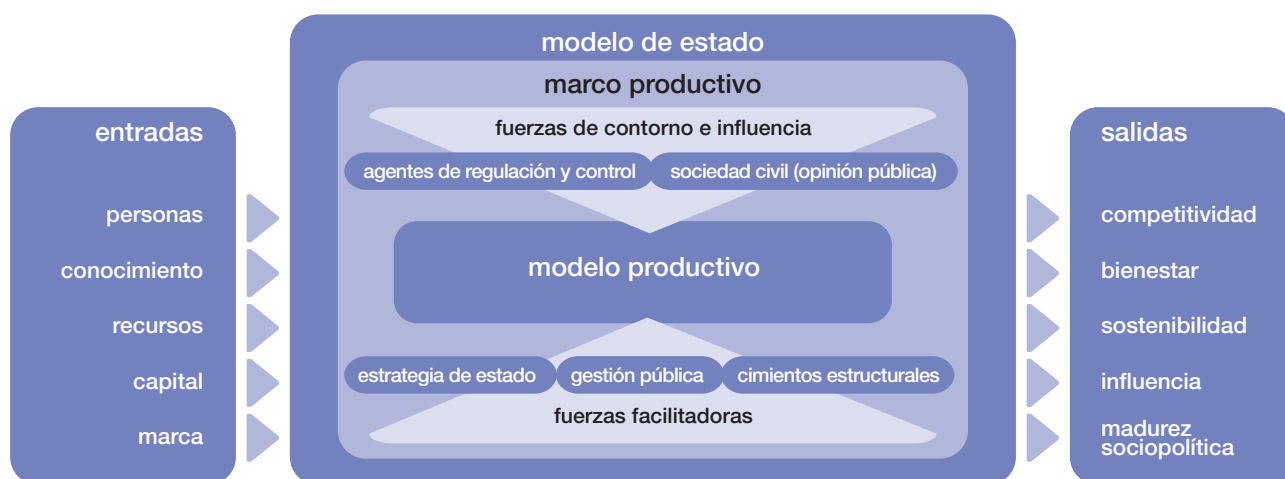 modelo de estado
marco productivo
entradas
personas
conocimiento
recursos
capital
marca
fuerzas de contorno e influencia
agentes de regulación y control
sociedad civil (opinión pública)
modelo productivo
estrategia de estado
gestión pública
cimientos estructurales
fuerzas facilitadoras
salidas
competitividad
bienestar
sostenibilidad
influencia
madurez
sociopolítica